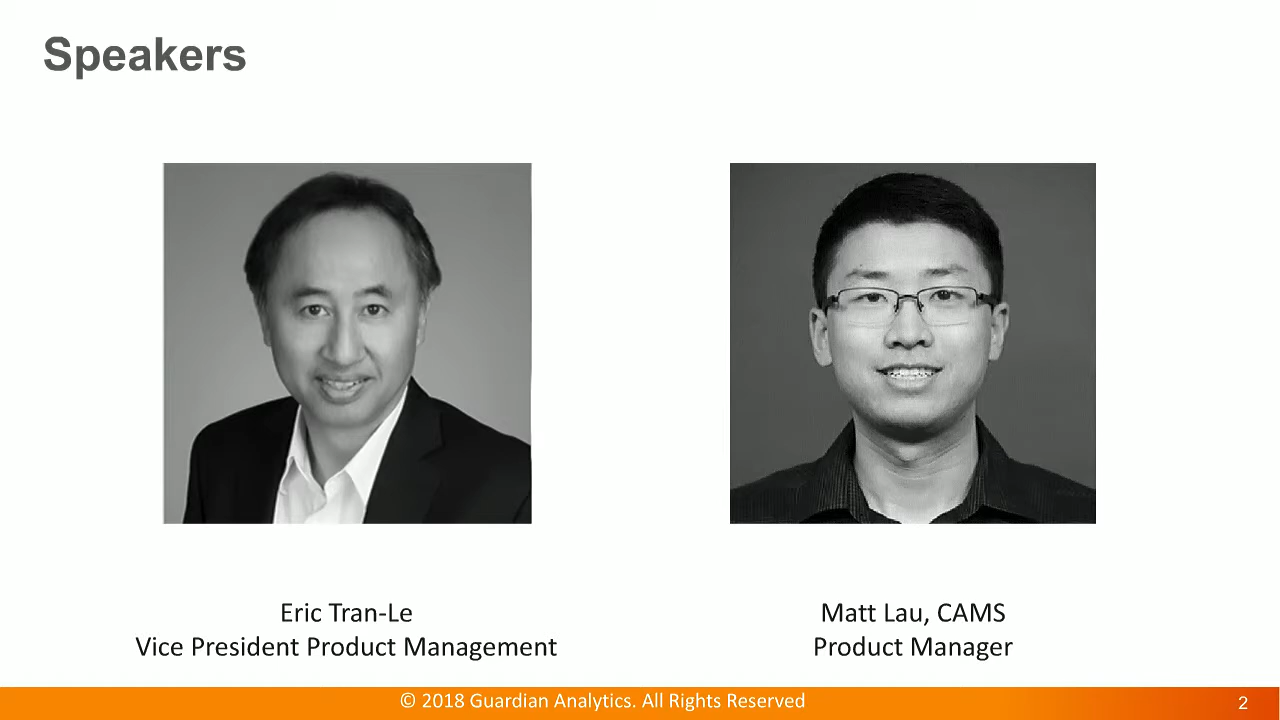 Speakers
Eric Tran-Le
Vice President Product Management
Matt Lau, CAMS
Product Manager
© 2018 Guardian Analytics. All Rights Reserved
2